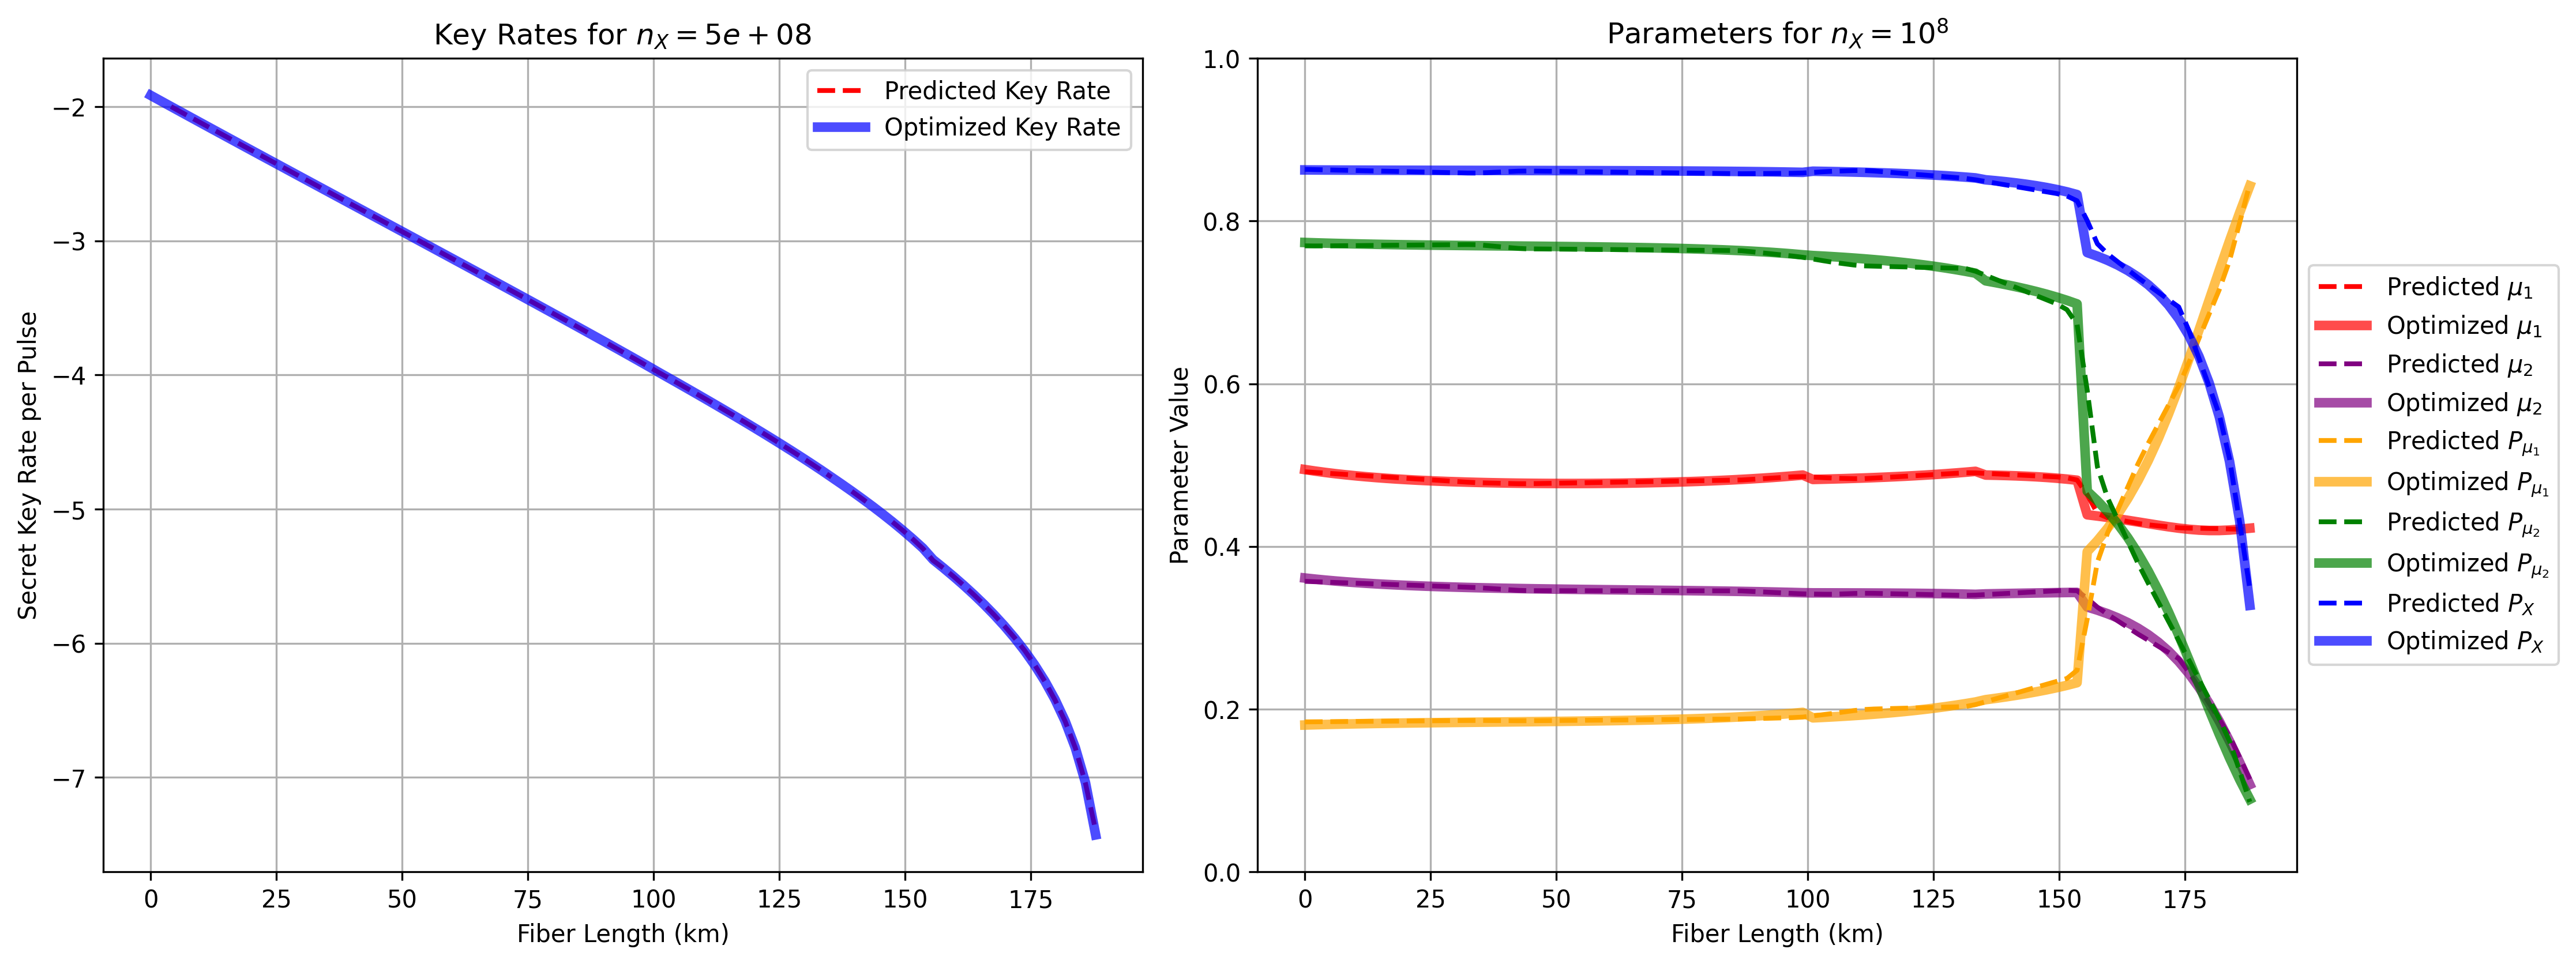 Key Rates for $n_X = 5e + 08$
Predicted Key Rate
Optimized Key Rate
Secret Key Rate per Pulse
−2
−3
−4
−5
−6
−7
0 25 50 75 100 125 150 175
Fiber Length (km)
Parameters for $n_X = 10^8$
Parameter Value
1.0
0.8
0.6
0.4
0.2
0.0
0 25 50 75 100 125 150 175
Fiber Length (km)
Predicted $\mu_1$
Optimized $\mu_1$
Predicted $\mu_2$
Optimized $\mu_2$
Predicted $P_{\mu_1}$
Optimized $P_{\mu_1}$
Predicted $P_{\mu_2}$
Optimized $P_{\mu_2}$
Predicted $P_X$
Optimized $P_X$